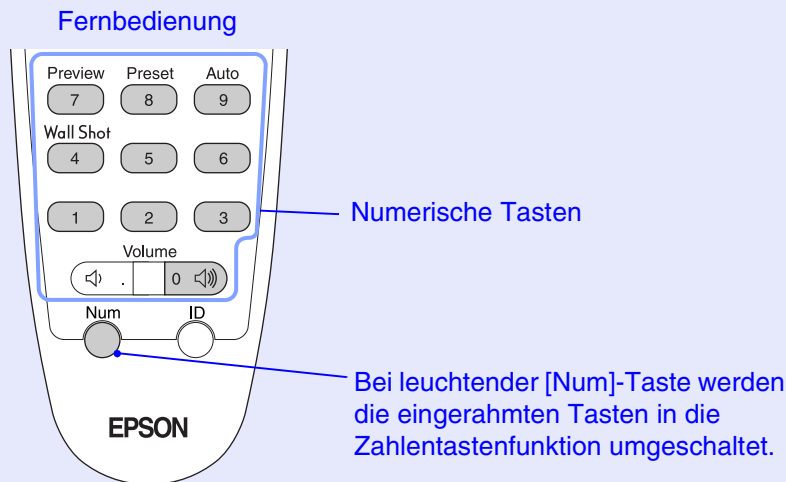 Fernbedienung
Preview Preset Auto
7 8 9
Wall Shot
4 5 6
1 2 3
Numerische Tasten
Volume
. 0
Num ID
Bei leuchtender [Num]-Taste werden
die eingerahmten Tasten in die
Zahlentastenfunktion umgeschaltet.
EPSON